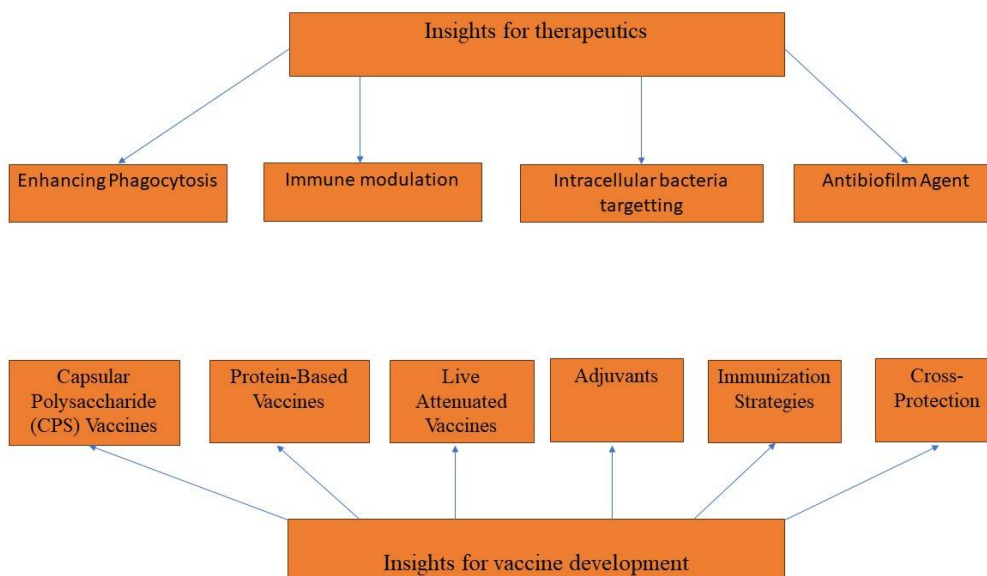 Insights for therapeutics
Enhancing Phagocytosis
Immune modulation
Intracellular bacteria
targetting
Antibiofilm Agent
Capsular
Polysaccharide
(CPS) Vaccines
Protein-Based
Vaccines
Live
Attenuated
Vaccines
Adjuvants
Immunization
Strategies
Cross-
Protection
Insights for vaccine development